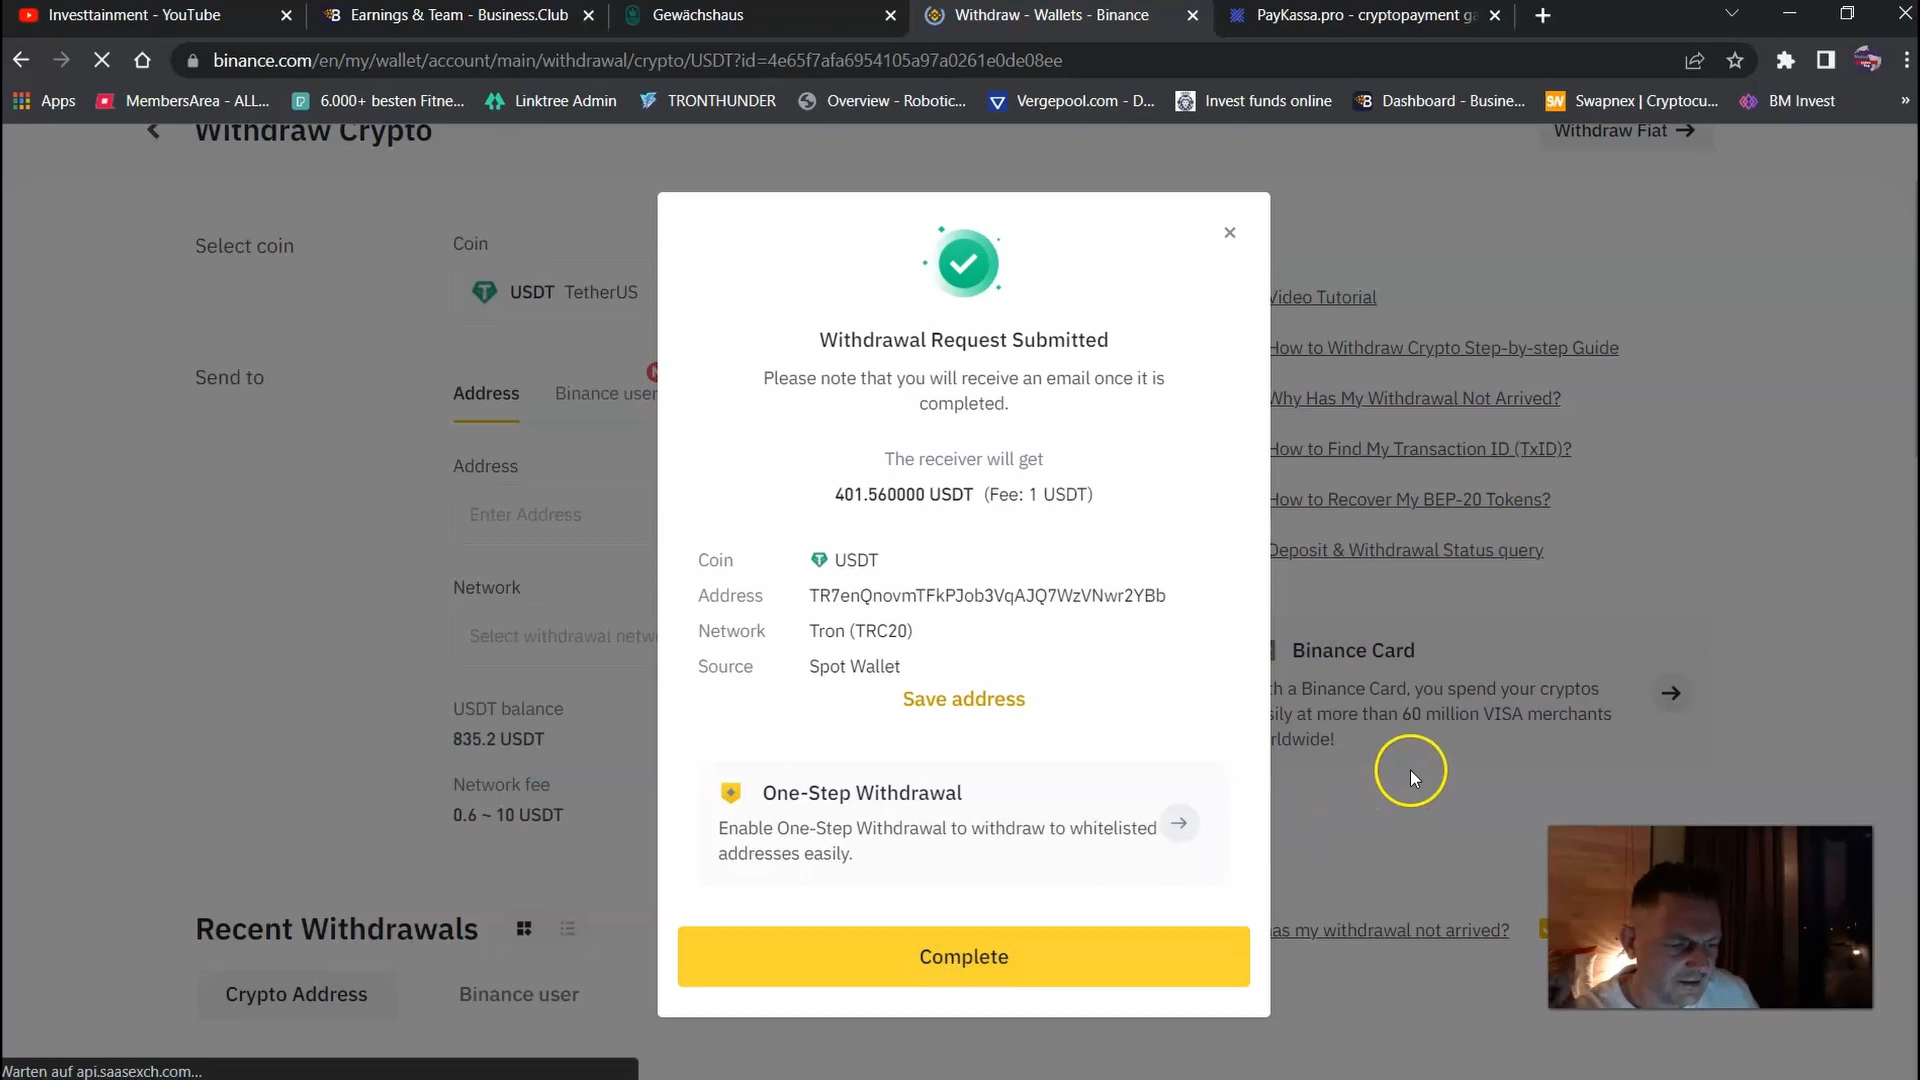 Investtainment - YouTube
Earnings & Team - Business.Club
Gewächshaus
Withdraw - Wallets - Binance
PayKassa.pro - cryptopayment ga
binance.com/en/my/wallet/account/main/withdrawal/crypto/USDT?id=4e65f7afa6954105a97a0261e0de08ee
Apps
MembersArea - ALL...
6.000+ besten Fitne...
Linktree Admin
TRONTHUNDER
Overview - Robotic...
Vergepool.com - D...
Invest funds online
Dashboard - Busine...
Swapnex | Cryptocu...
BM Invest
»
Withdraw Crypto
Withdraw Fiat
Select coin
Coin
USDT TetherUS
Send to
Address
Binance user
Address
Enter Address
Network
Select withdrawal netw
USDT balance
835.2 USDT
Network fee
0.6 ~ 10 USDT
Recent Withdrawals
Crypto Address
Binance user
Withdrawal Request Submitted
Please note that you will receive an email once it is
completed.
The receiver will get
401.560000 USDT (Fee: 1 USDT)
Coin USDT
Address TR7enQnovmTFkPJob3VqAJQ7WzVNwr2YBb
Network Tron (TRC20)
Source Spot Wallet
Save address
One-Step Withdrawal
Enable One-Step Withdrawal to withdraw to whitelisted
addresses easily.
Complete
Video Tutorial
How to Withdraw Crypto Step-by-step Guide
Why Has My Withdrawal Not Arrived?
How to Find My Transaction ID (TxID)?
How to Recover My BEP-20 Tokens?
Deposit & Withdrawal Status query
Binance Card
h a Binance Card, you spend your cryptos
sily at more than 60 million VISA merchants
rldwide!
as my withdrawal not arrived?
Warten auf api.saasexch.com...